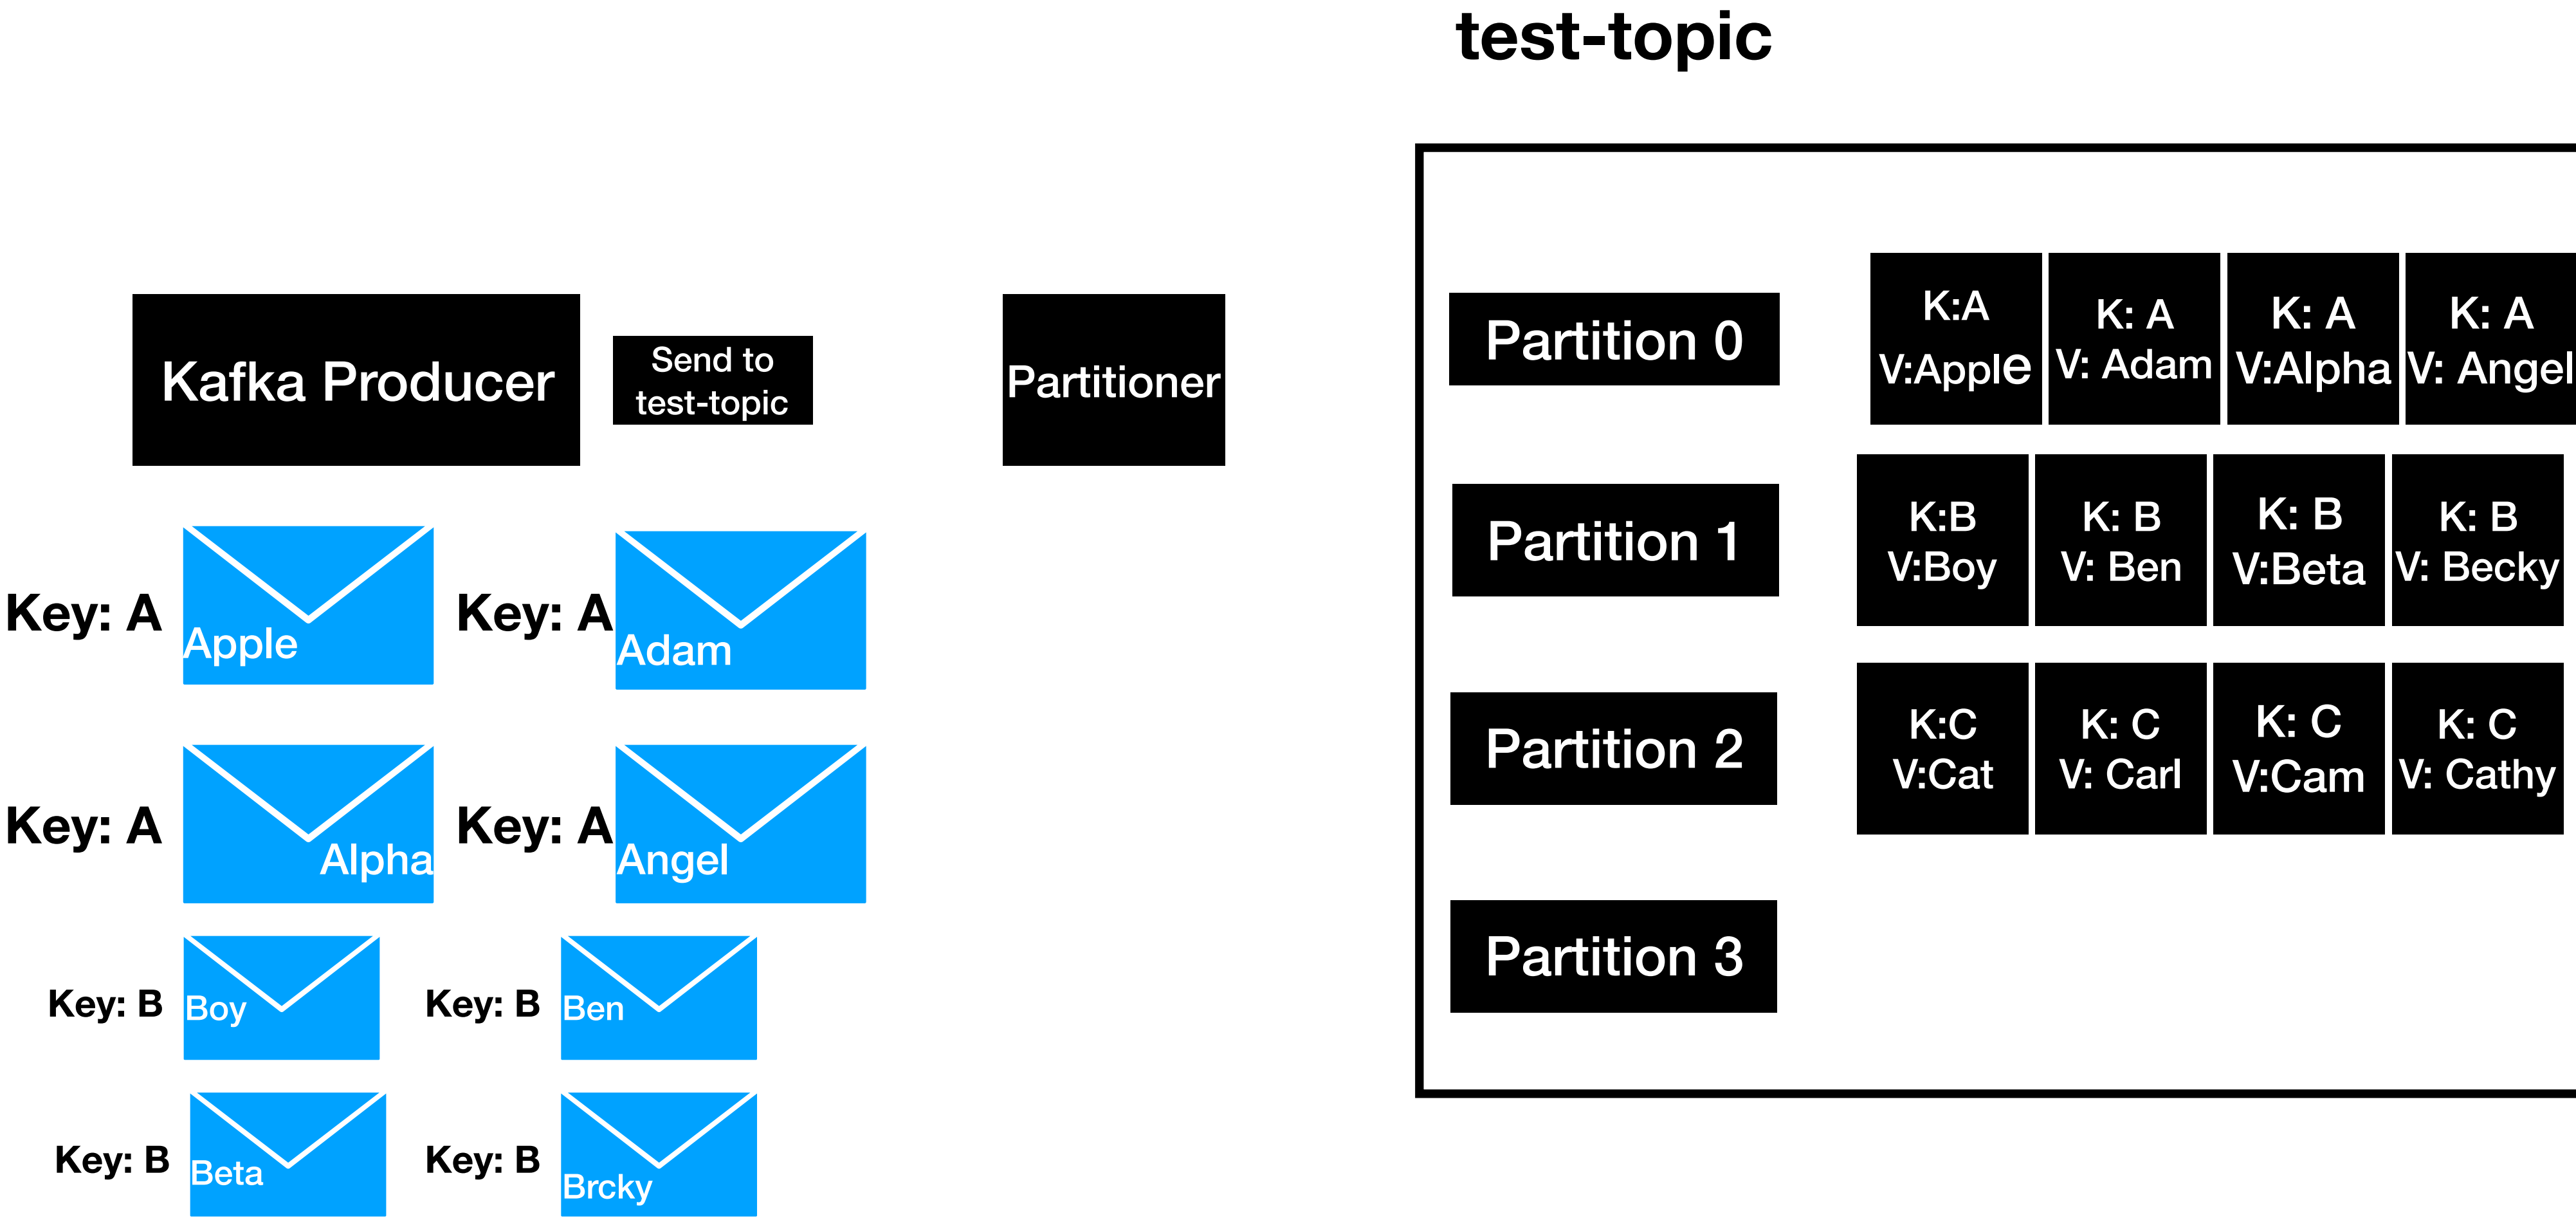 test-topic
Kafka Producer
Send to
test-topic
Partitioner
Key: A
Apple
Key: A
Adam
Key: A
Alpha
Key: A
Angel
Key: B
Boy
Key: B
Ben
Key: B
Beta
Key: B
Brcky
Partition 0
K:A
V:Apple
K: A
V: Adam
K: A
V:Alpha
K: A
V: Angel
Partition 1
K:B
V:Boy
K: B
V: Ben
K: B
V:Beta
K: B
V: Becky
Partition 2
K:C
V:Cat
K: C
V: Carl
K: C
V:Cam
K: C
V: Cathy
Partition 3